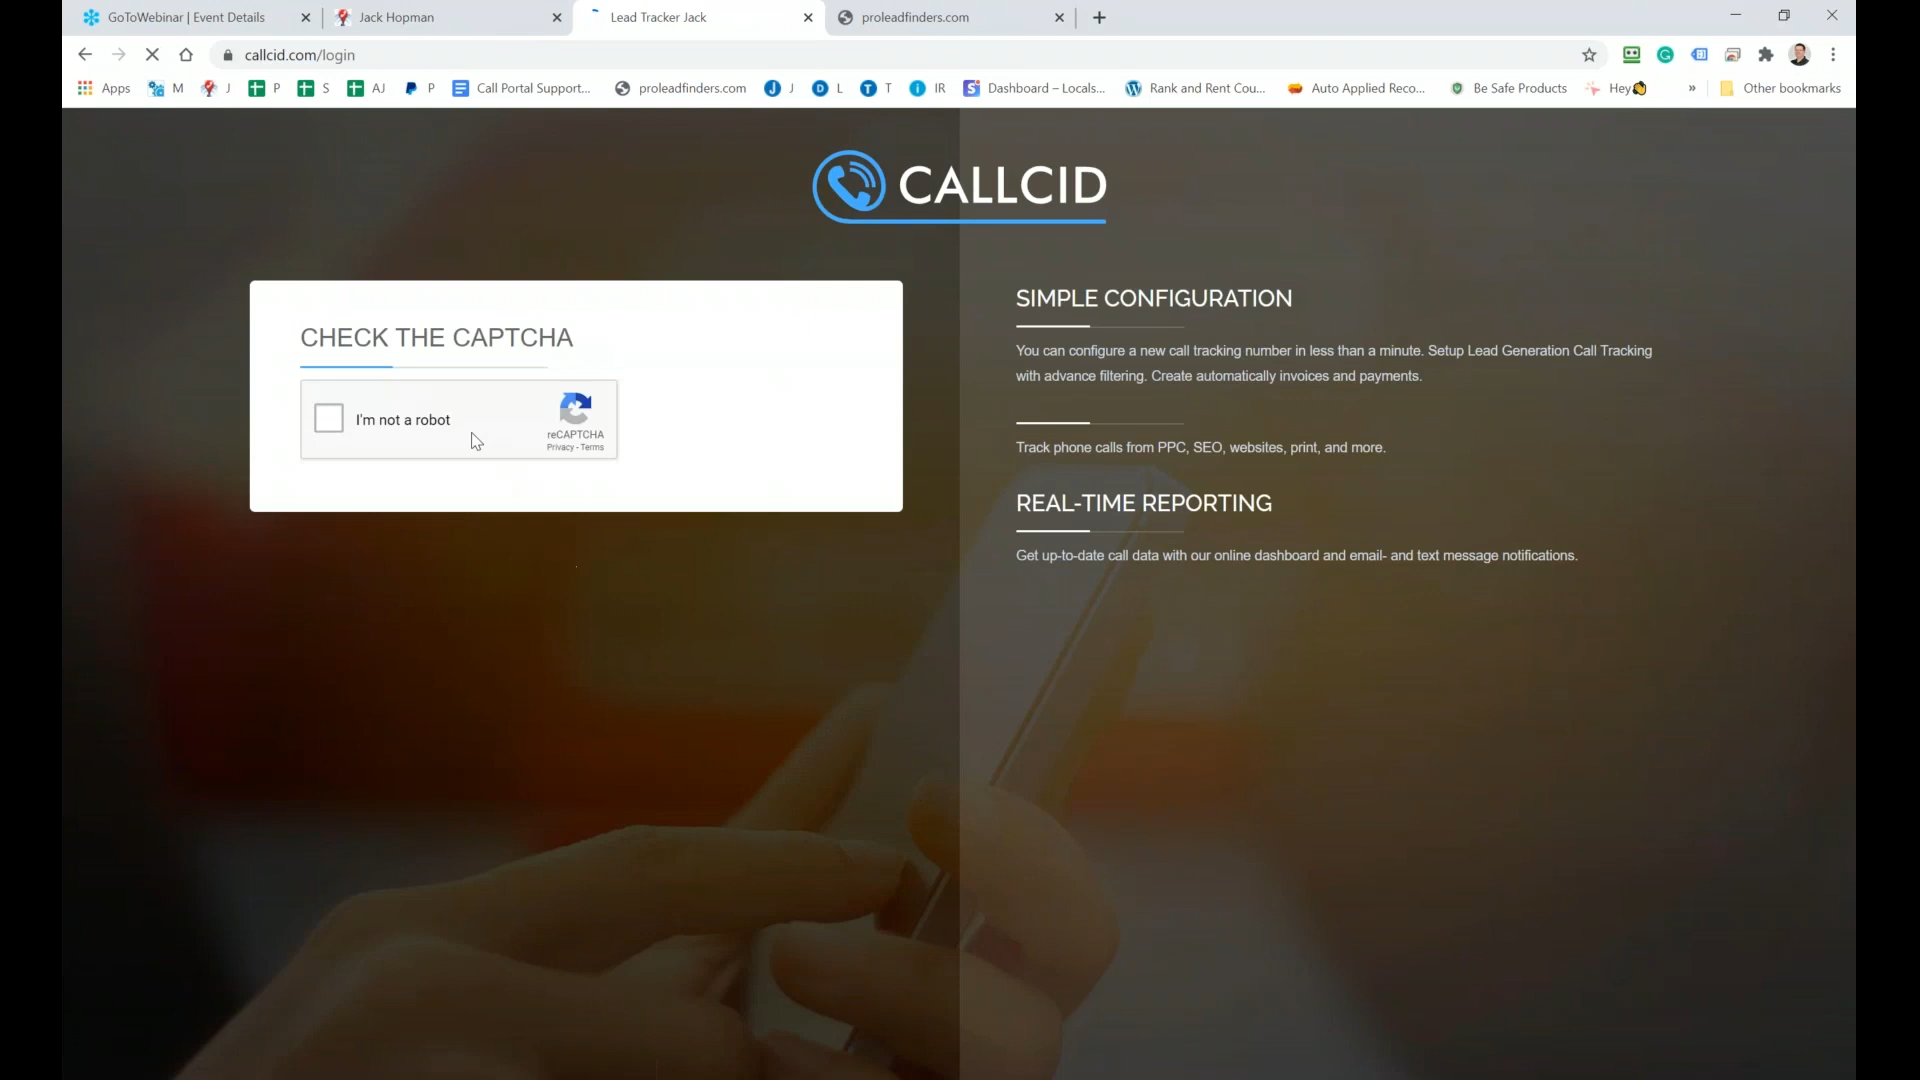 GoToWebinar | Event Details
Jack Hopman
Lead Tracker Jack
proleadfinders.com
callcid.com/login
Apps
M
J
P
S
AJ
P
Call Portal Support...
proleadfinders.com
J
L
T
IR
Dashboard – Locals...
Rank and Rent Cou...
Auto Applied Reco...
Be Safe Products
Hey
»
Other bookmarks
CALLCID
CHECK THE CAPTCHA
I'm not a robot
reCAPTCHA
Privacy - Terms
SIMPLE CONFIGURATION
You can configure a new call tracking number in less than a minute. Setup Lead Generation Call Tracking
with advance filtering. Create automatically invoices and payments.
Track phone calls from PPC, SEO, websites, print, and more.
REAL-TIME REPORTING
Get up-to-date call data with our online dashboard and email- and text message notifications.